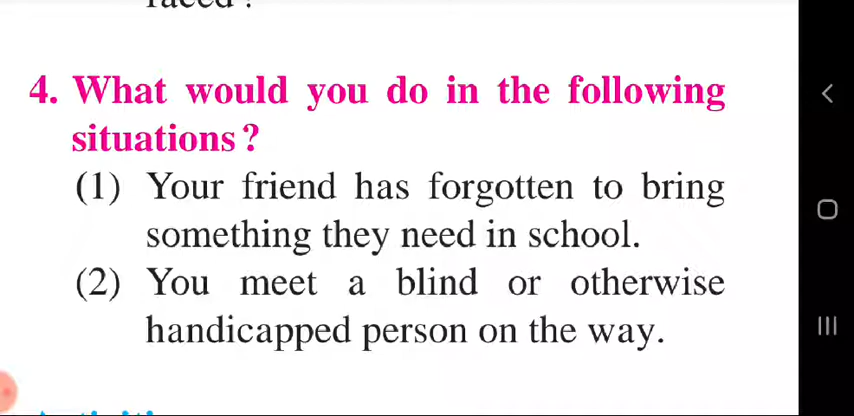 4. What would you do in the following
situations?
(1) Your friend has forgotten to bring
something they need in school.
(2) You meet a blind or otherwise
handicapped person on the way.